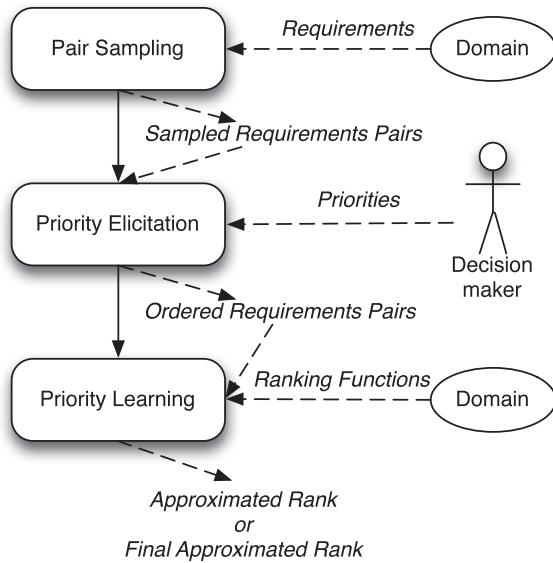 Pair Sampling
Requirements
Domain
Sampled Requirements Pairs
Priority Elicitation
Priorities
Decision
maker
Ordered Requirements Pairs
Priority Learning
Ranking Functions
Domain
Approximated Rank
or
Final Approximated Rank